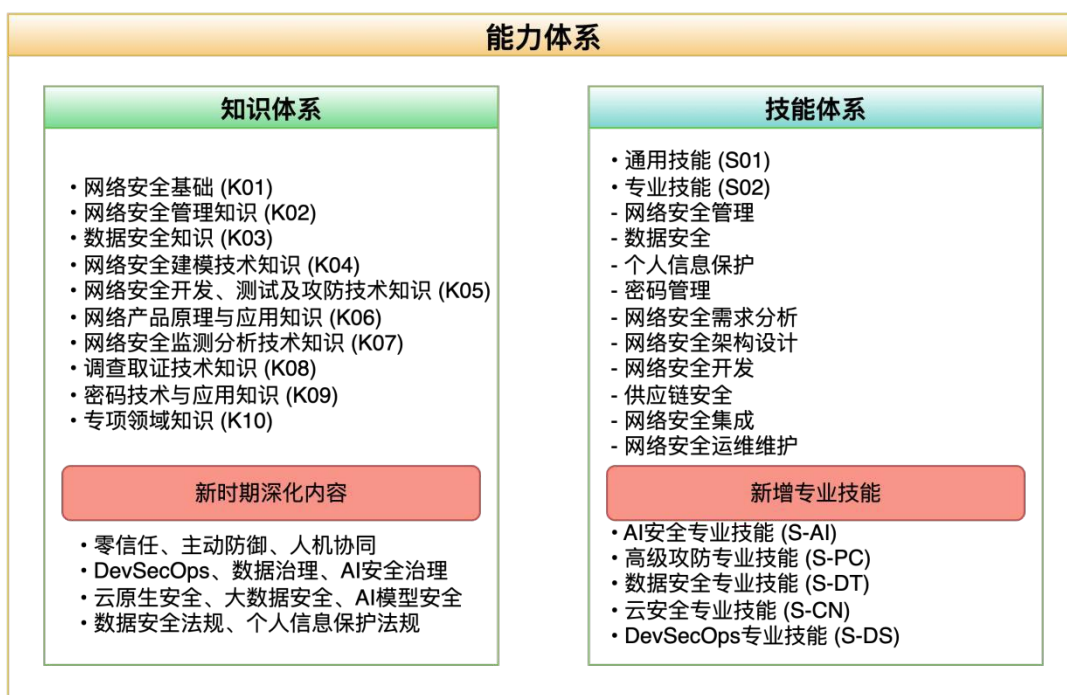 能力体系
知识体系
• 网络安全基础 (K01)
• 网络安全管理知识 (K02)
• 数据安全知识 (K03)
• 网络安全建模技术知识 (K04)
• 网络安全开发、测试及攻防技术知识 (K05)
• 网络产品原理与应用知识 (K06)
• 网络安全监测分析技术知识 (K07)
• 调查取证技术知识 (K08)
• 密码技术与应用知识 (K09)
• 专项领域知识 (K10)
新时期深化内容
• 零信任、主动防御、人机协同
• DevSecOps、数据治理、AI安全治理
• 云原生安全、大数据安全、AI模型安全
• 数据安全法规、个人信息保护法规
技能体系
• 通用技能 (S01)
• 专业技能 (S02)
- 网络安全管理
- 数据安全
- 个人信息保护
- 密码管理
- 网络安全需求分析
- 网络安全架构设计
- 网络安全开发
- 供应链安全
- 网络安全集成
- 网络安全运维维护
新增专业技能
• AI安全专业技能 (S-AI)
• 高级攻防专业技能 (S-PC)
• 数据安全专业技能 (S-DT)
• 云安全专业技能 (S-CN)
• DevSecOps专业技能 (S-DS)